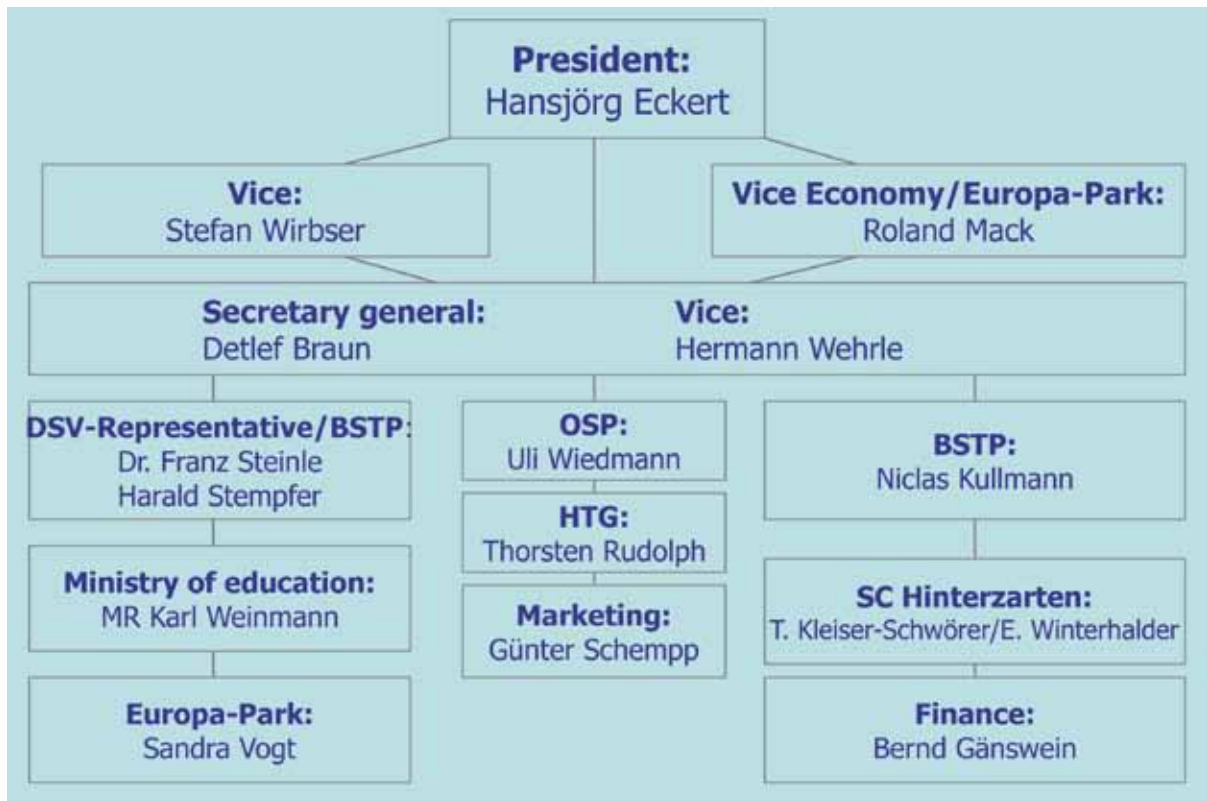 President:
Hansjörg Eckert
Vice:
Stefan Wirbser
Vice Economy/Europa-Park:
Roland Mack
Secretary general:
Detlef Braun
Vice:
Hermann Wehrle
DSV-Representative/BSTP:
Dr. Franz Steinle
Harald Stempfer
Ministry of education:
MR Karl Weinmann
Europa-Park:
Sandra Vogt
OSP:
Uli Wiedmann
HTG:
Thorsten Rudolph
Marketing:
Günter Schempp
BSTP:
Niclas Kullmann
SC Hinterzarten:
T. Kleiser-Schwörer/E. Winterhalder
Finance:
Bernd Gänswein